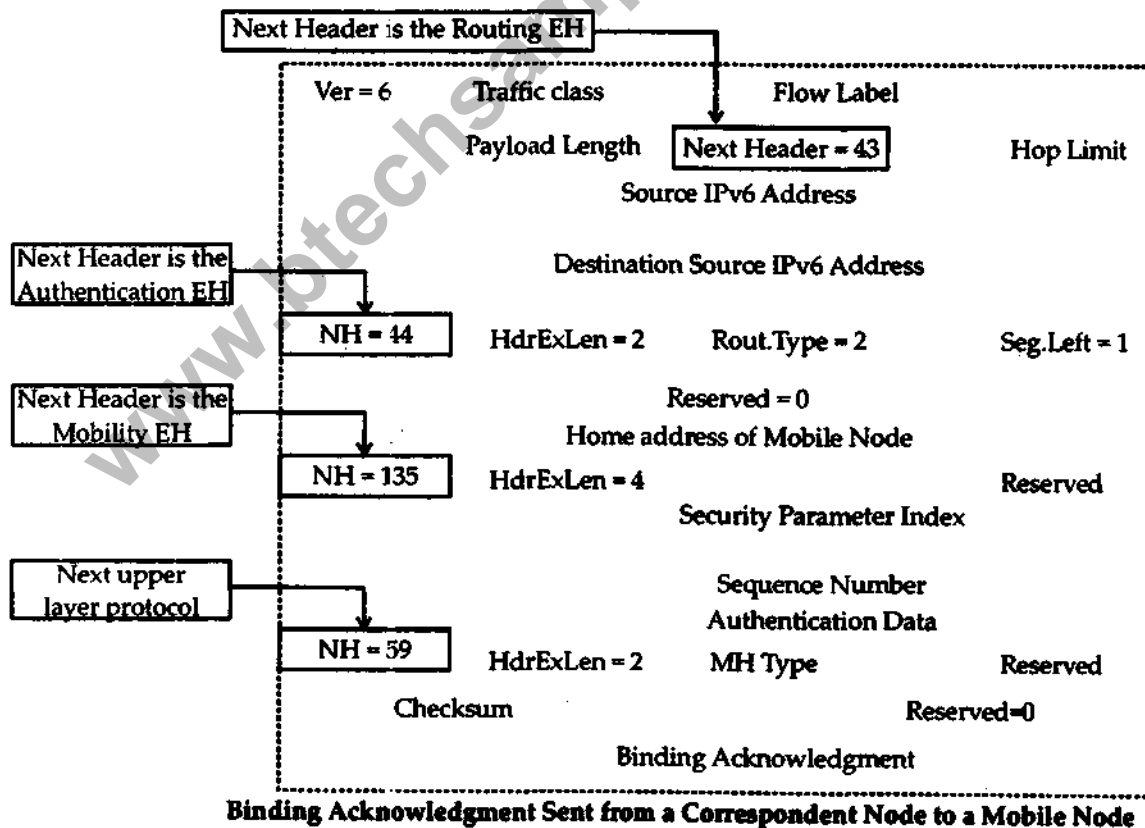 Next Header is the Routing EH
Ver = 6 Traffic class Flow Label
Payload Length Next Header = 43 Hop Limit
Source IPv6 Address
Next Header is the
Authentication EH
Destination Source IPv6 Address
NH = 44 HdrExLen = 2 Rout.Type = 2 Seg.Left = 1
Next Header is the
Mobility EH
Reserved = 0
Home address of Mobile Node
NH = 135 HdrExLen = 4 Reserved
Security Parameter Index
Next upper
layer protocol
Sequence Number
Authentication Data
NH = 59 HdrExLen = 2 MH Type Reserved
Checksum Reserved=0
Binding Acknowledgment
Binding Acknowledgment Sent from a Correspondent Node to a Mobile Node
www.btechsam